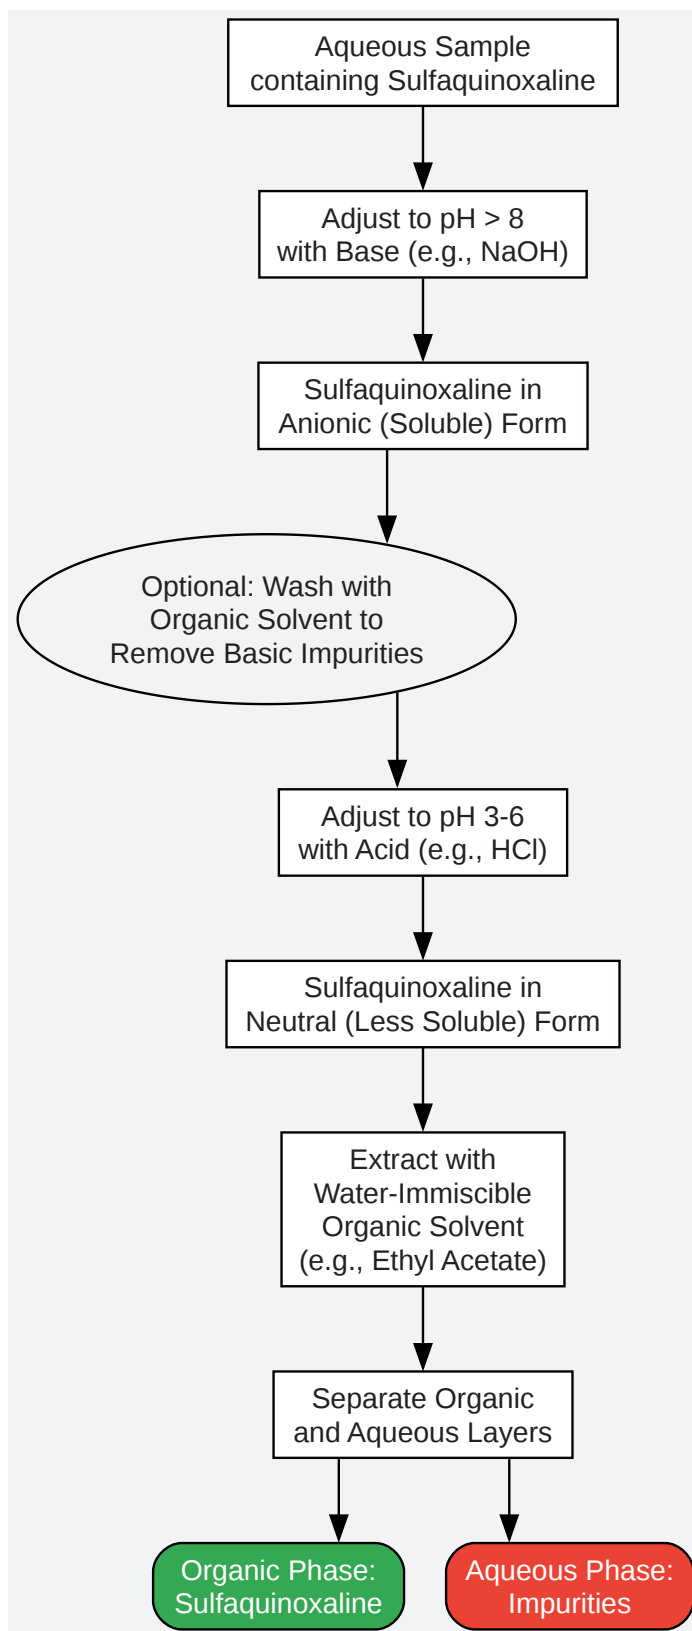 Aqueous Sample
containing Sulfaquinoxaline
Adjust to pH > 8
with Base (e.g., NaOH)
Sulfaquinoxaline in
Anionic (Soluble) Form
Optional: Wash with
Organic Solvent to
Remove Basic Impurities
Adjust to pH 3-6
with Acid (e.g., HCl)
Sulfaquinoxaline in
Neutral (Less Soluble) Form
Extract with
Water-Immiscible
Organic Solvent
(e.g., Ethyl Acetate)
Separate Organic
and Aqueous Layers
Organic Phase:
Sulfaquinoxaline
Aqueous Phase:
Impurities